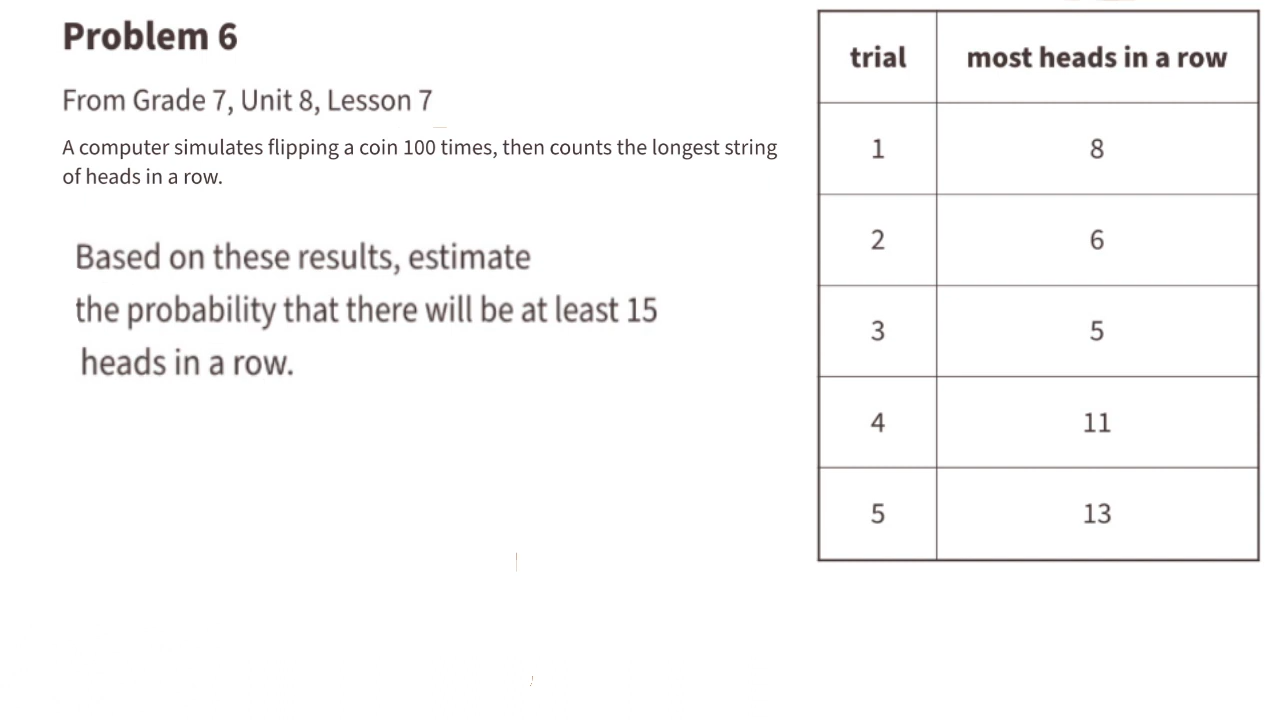 Problem 6
From Grade 7, Unit 8, Lesson 7
A computer simulates flipping a coin 100 times, then counts the longest string
of heads in a row.
Based on these results, estimate
the probability that there will be at least 15
heads in a row.
trial most heads in a row
1 8
2 6
3 5
4 11
5 13